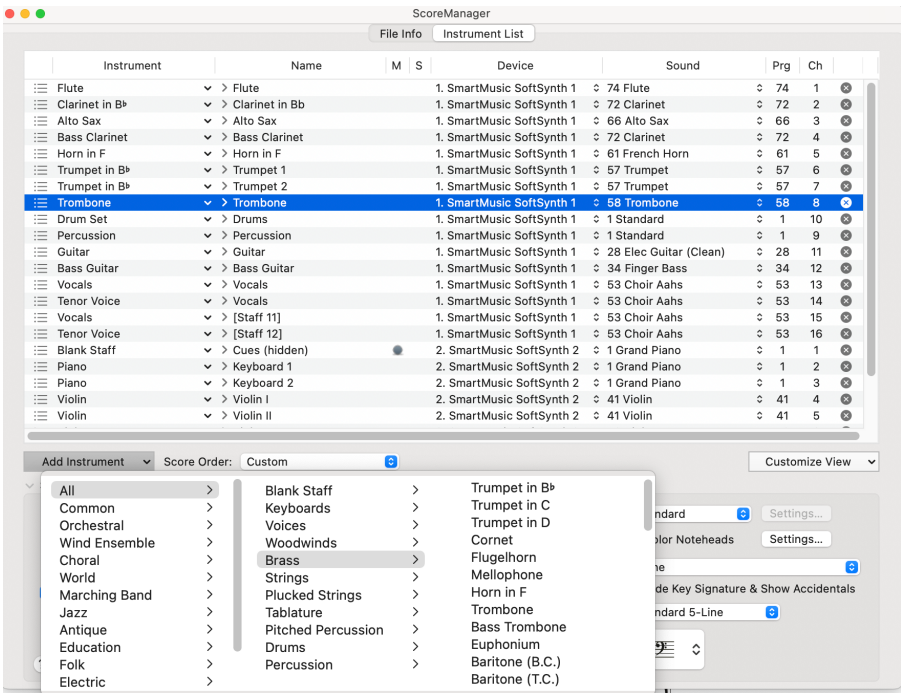 ScoreManager
File Info Instrument List
Instrument Name M S Device Sound Prg Ch
Flute Flute 1. SmartMusic SoftSynth 1 74 Flute 74 1
Clarinet in B♭ Clarinet in Bb 1. SmartMusic SoftSynth 1 72 Clarinet 72 2
Alto Sax Alto Sax 1. SmartMusic SoftSynth 1 66 Alto Sax 66 3
Bass Clarinet Bass Clarinet 1. SmartMusic SoftSynth 1 72 Clarinet 72 4
Horn in F Horn in F 1. SmartMusic SoftSynth 1 61 French Horn 61 5
Trumpet in B♭ Trumpet 1 1. SmartMusic SoftSynth 1 57 Trumpet 57 6
Trumpet in B♭ Trumpet 2 1. SmartMusic SoftSynth 1 57 Trumpet 57 7
Trombone Trombone 1. SmartMusic SoftSynth 1 58 Trombone 58 8
Drum Set Drums 1. SmartMusic SoftSynth 1 1 Standard 1 10
Percussion Percussion 1. SmartMusic SoftSynth 1 1 Standard 1 9
Guitar Guitar 1. SmartMusic SoftSynth 1 28 Elec Guitar (Clean) 28 11
Bass Guitar Bass Guitar 1. SmartMusic SoftSynth 1 34 Finger Bass 34 12
Vocals Vocals 1. SmartMusic SoftSynth 1 53 Choir Aahs 53 13
Tenor Voice Vocals 1. SmartMusic SoftSynth 1 53 Choir Aahs 53 14
Vocals [Staff 11] 1. SmartMusic SoftSynth 1 53 Choir Aahs 53 15
Tenor Voice [Staff 12] 1. SmartMusic SoftSynth 1 53 Choir Aahs 53 16
Blank Staff Cues (hidden) 2. SmartMusic SoftSynth 2 1 Grand Piano 1 1
Piano Keyboard 1 2. SmartMusic SoftSynth 2 1 Grand Piano 1 2
Piano Keyboard 2 2. SmartMusic SoftSynth 2 1 Grand Piano 1 3
Violin Violin I 2. SmartMusic SoftSynth 2 41 Violin 41 4
Violin Violin II 2. SmartMusic SoftSynth 2 41 Violin 41 5
Add Instrument Score Order: Custom Customize View
All
Common
Orchestral
Wind Ensemble
Choral
World
Marching Band
Jazz
Antique
Education
Folk
Electric
Blank Staff
Keyboards
Voices
Woodwinds
Brass
Strings
Plucked Strings
Tablature
Pitched Percussion
Drums
Percussion
Trumpet in B♭
Trumpet in C
Trumpet in D
Cornet
Flugelhorn
Mellophone
Horn in F
Trombone
Bass Trombone
Euphonium
Baritone (B.C.)
Baritone (T.C.)
ndard Settings...
olor Noteheads Settings...
ne
de Key Signature & Show Accidentals
ndard 5-Line